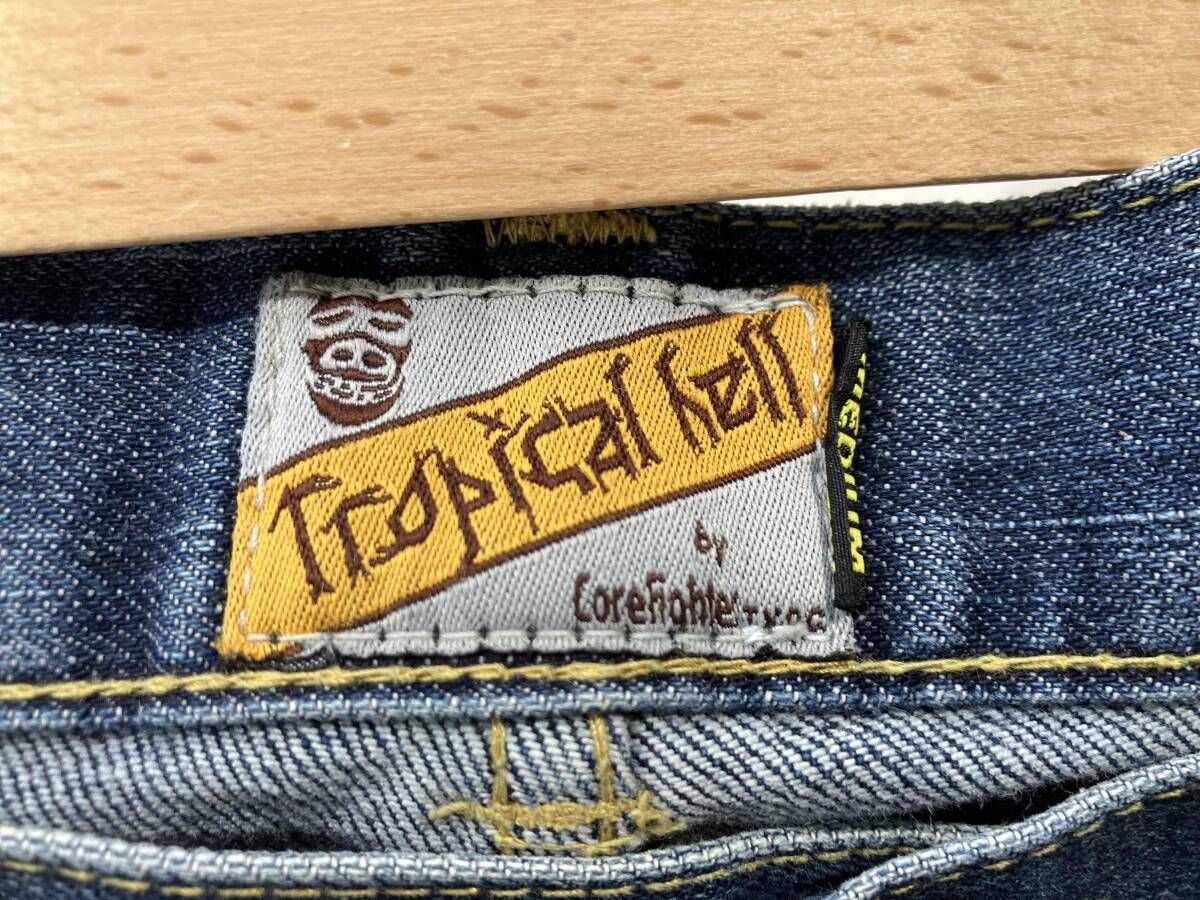 Tropical hell
by
Corefighter
MEDIUM